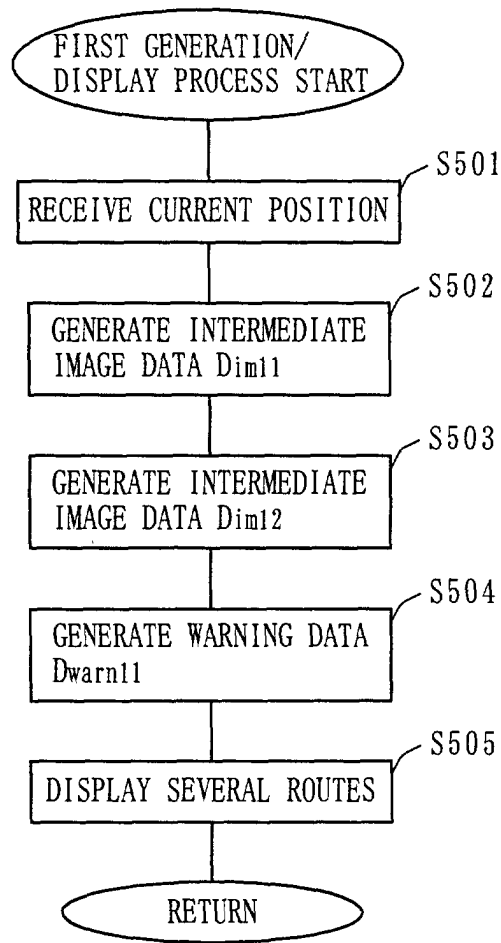 FIRST GENERATION/
DISPLAY PROCESS START
S501
RECEIVE CURRENT POSITION
S502
GENERATE INTERMEDIATE
IMAGE DATA Dim11
S503
GENERATE INTERMEDIATE
IMAGE DATA Dim12
S504
GENERATE WARNING DATA
Dwarn11
S505
DISPLAY SEVERAL ROUTES
RETURN